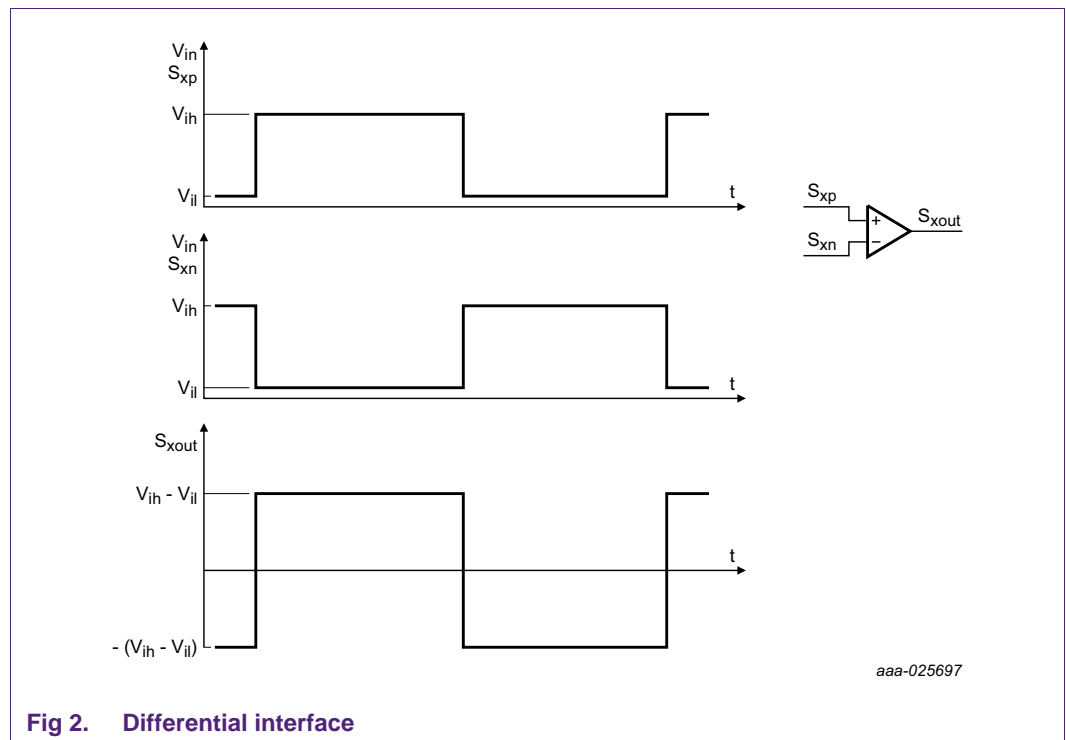 Vin
Sxp
Vih
Vil
t
Vin
Sxn
Vih
Vil
t
Sxout
Vih - Vil
t
- (Vih - Vil)
Sxp
+
Sxout
Sxn
−
aaa-025697
Fig 2. Differential interface